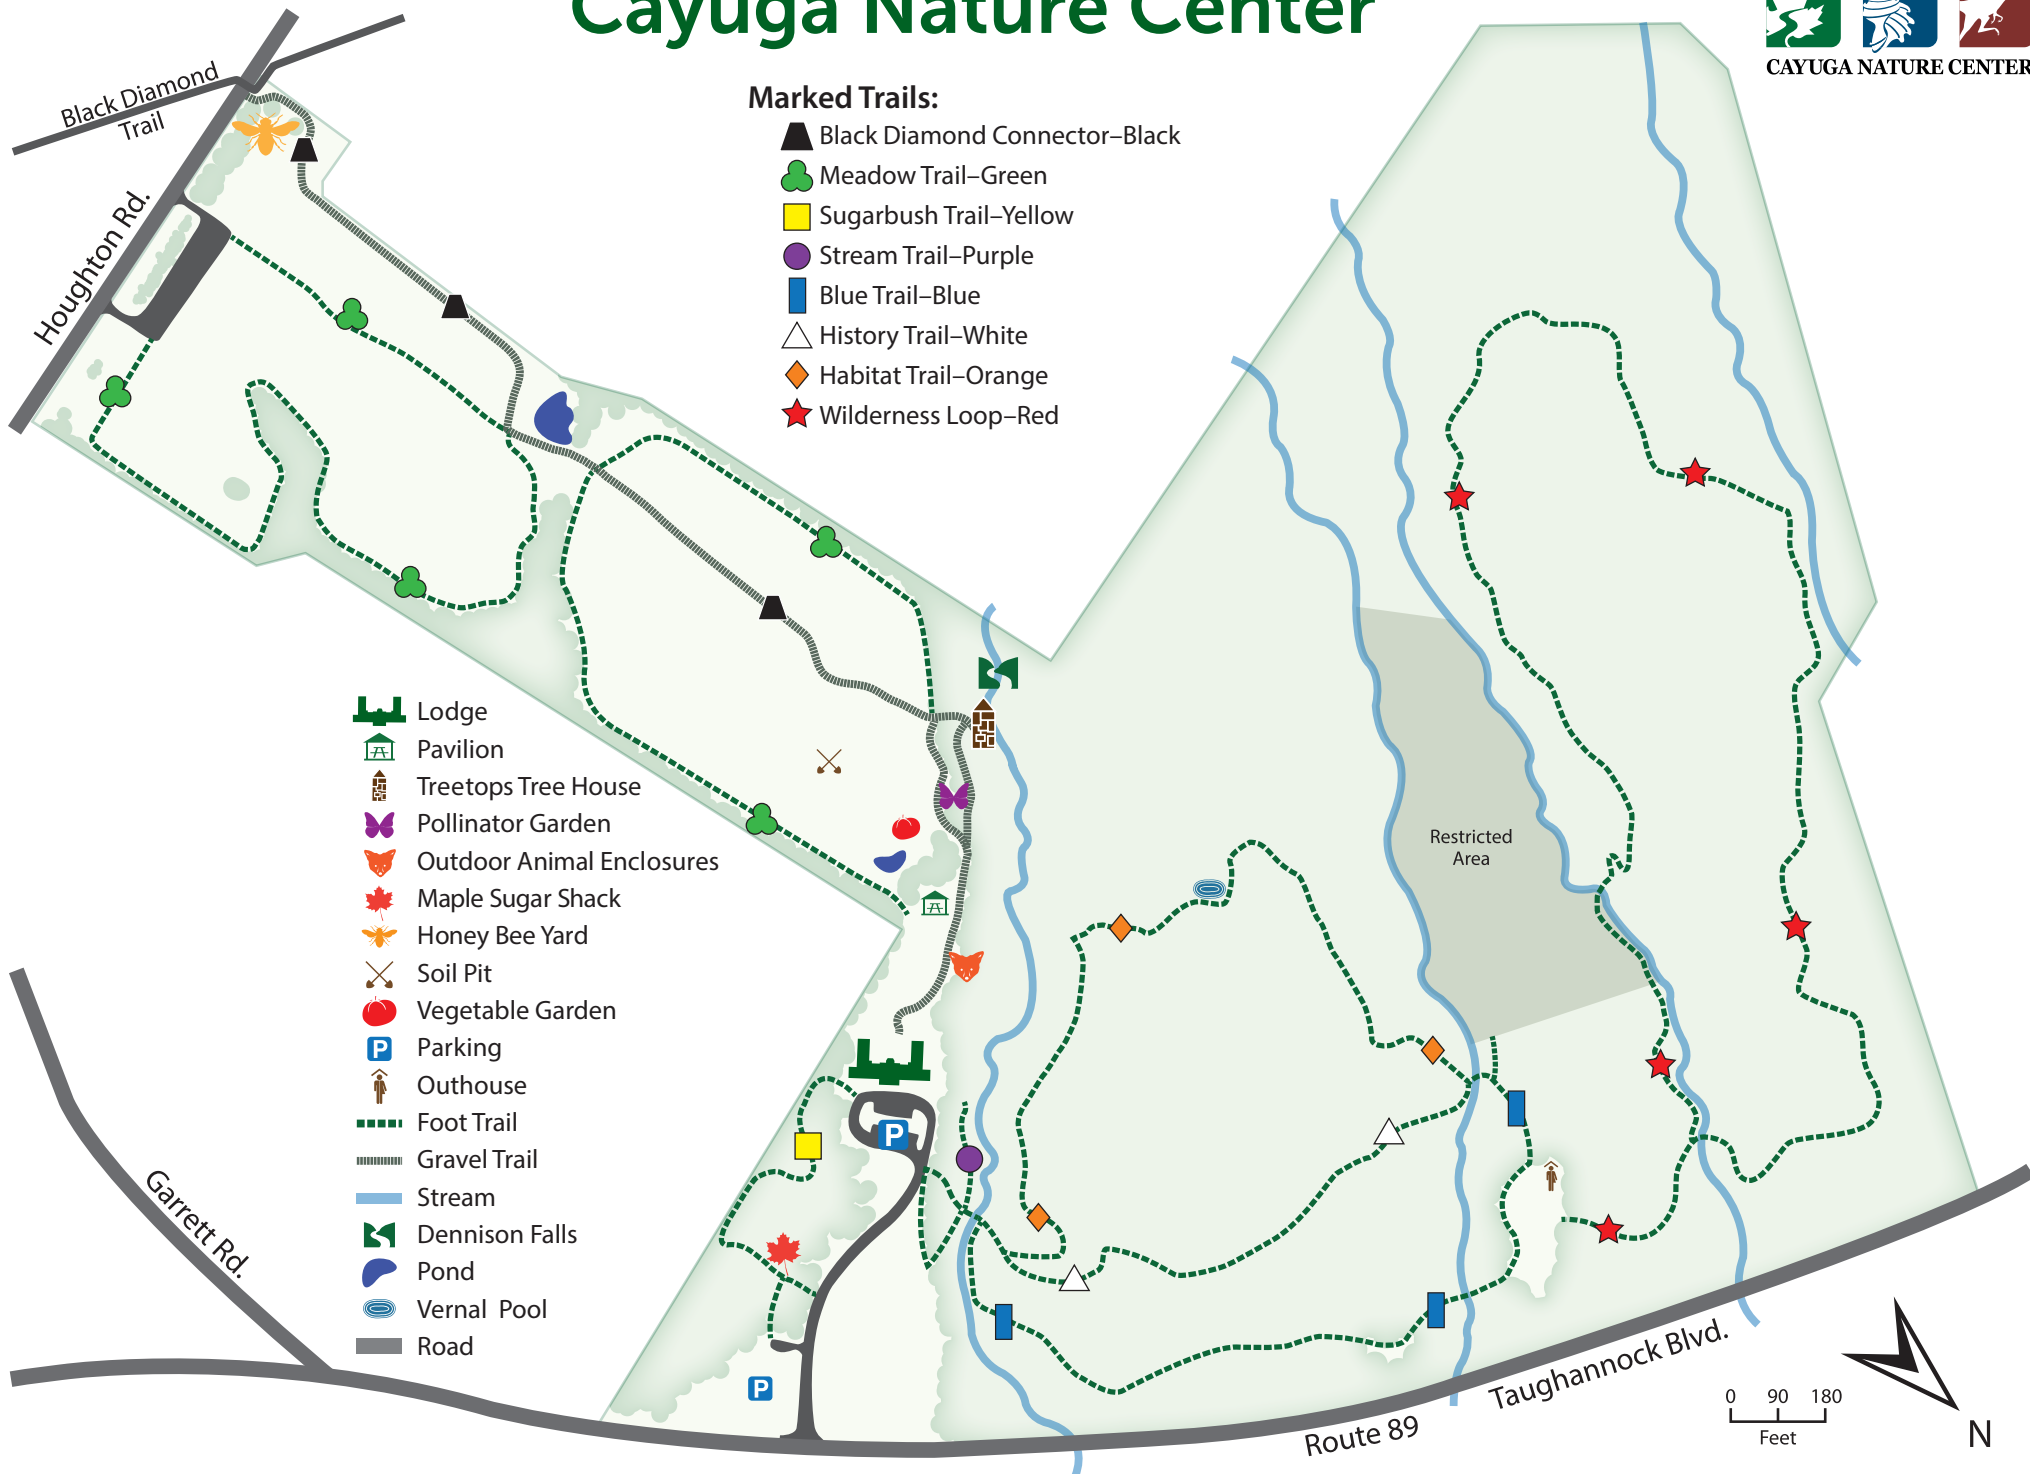 Cayuga Nature Center
CAYUGA NATURE CENTER
Marked Trails:
Black Diamond Connector–Black
Meadow Trail–Green
Sugarbush Trail–Yellow
Stream Trail–Purple
Blue Trail–Blue
History Trail–White
Habitat Trail–Orange
Wilderness Loop–Red
Black Diamond
Trail
Houghton Rd.
Lodge
Pavilion
Treetops Tree House
Pollinator Garden
Outdoor Animal Enclosures
Maple Sugar Shack
Honey Bee Yard
Soil Pit
Vegetable Garden
P Parking
Outhouse
Foot Trail
Gravel Trail
Stream
Dennison Falls
Pond
Vernal Pool
Road
Restricted
Area
P
P
Garrett Rd.
Route 89
Taughannock Blvd.
0 90 180
Feet
N